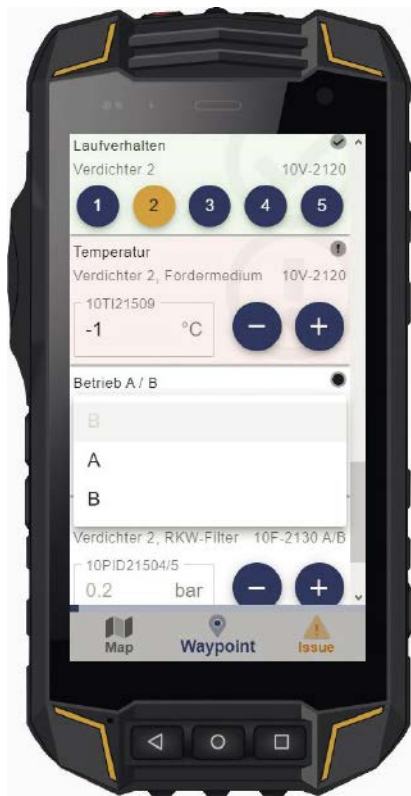 Laufverhalten
Verdichter 2 10V-2120
1 2 3 4 5
Temperatur
Verdichter 2, Fördermedium 10V-2120
10TI21509
-1 °C
Betrieb A / B
B
A
B
Verdichter 2, RKW-Filter 10F-2130 A/B
10PID21504/5
0.2 bar
Map Waypoint Issue